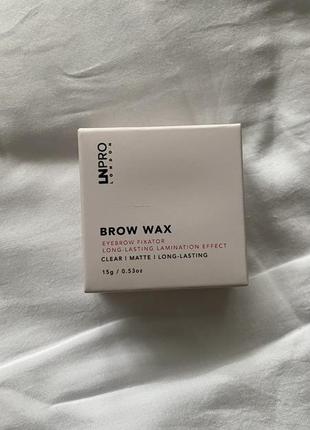 LNPRO
LONDON
BROW WAX
EYEBROW FIXATOR
LONG-LASTING LAMINATION EFFECT
CLEAR | MATTE | LONG-LASTING
15g / 0.53oz